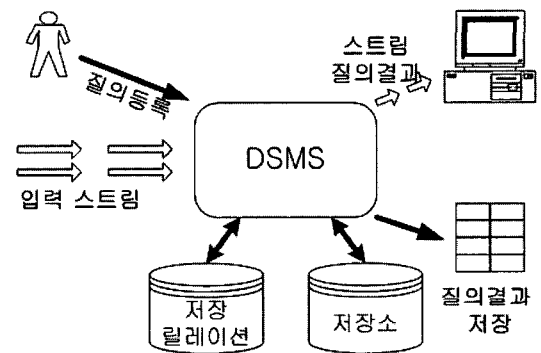 스트림
질의결과
질의등록
DSMS
입력 스트림
저장
릴레이션
저장소
질의결과
저장